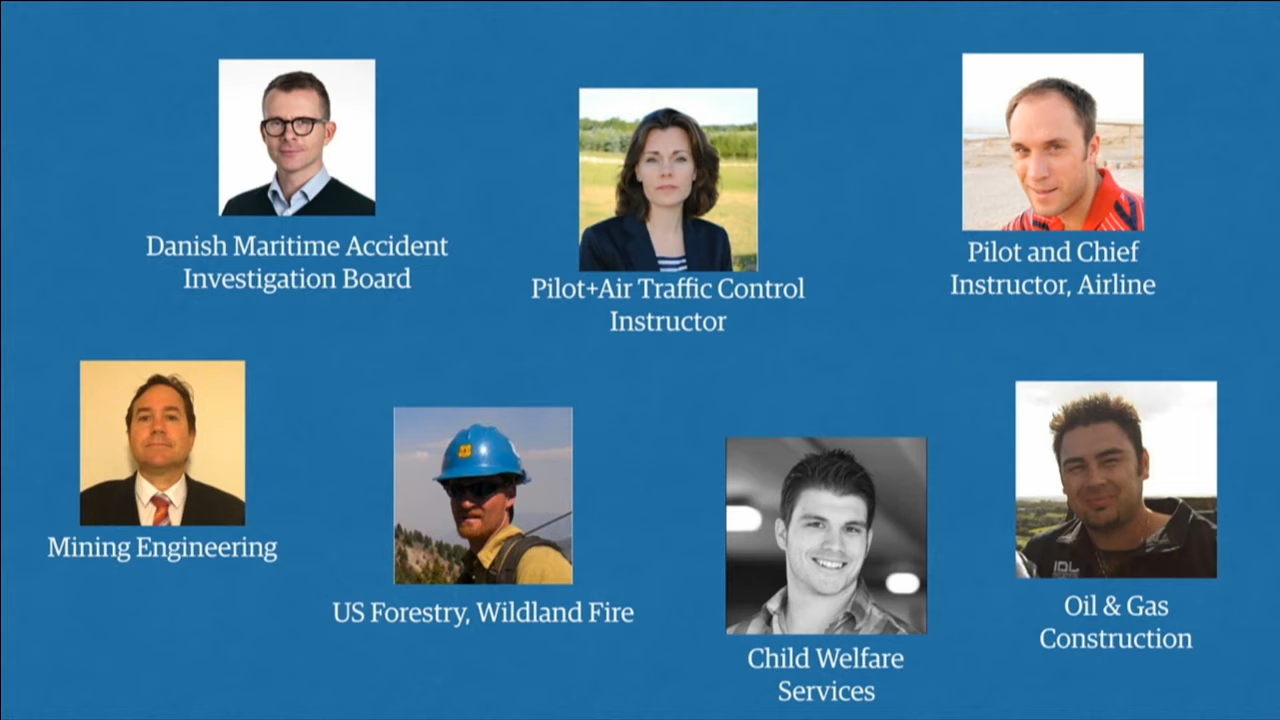 Danish Maritime Accident
Investigation Board
Pilot+Air Traffic Control
Instructor
Pilot and Chief
Instructor, Airline
Mining Engineering
US Forestry, Wildland Fire
Child Welfare
Services
IDL
Oil & Gas
Construction